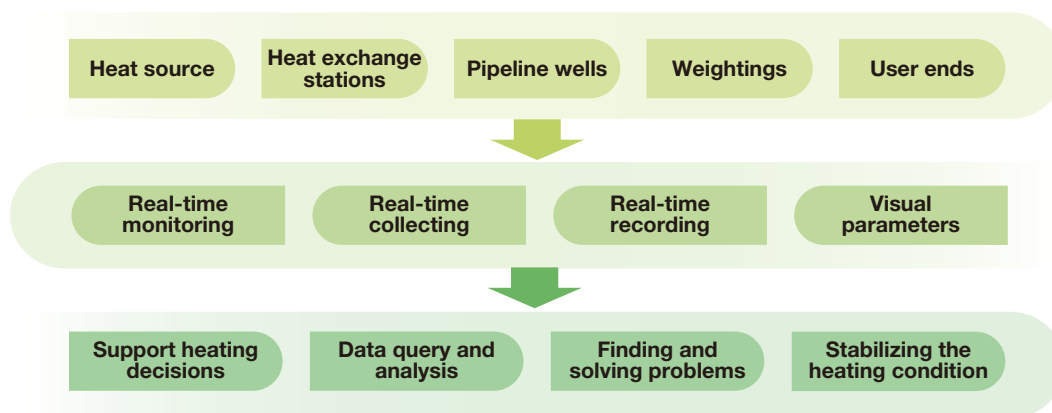 Heat source
Heat exchange
stations
Pipeline wells
Weightings
User ends
Real-time
monitoring
Real-time
collecting
Real-time
recording
Visual
parameters
Support heating
decisions
Data query and
analysis
Finding and
solving problems
Stabilizing the
heating condition